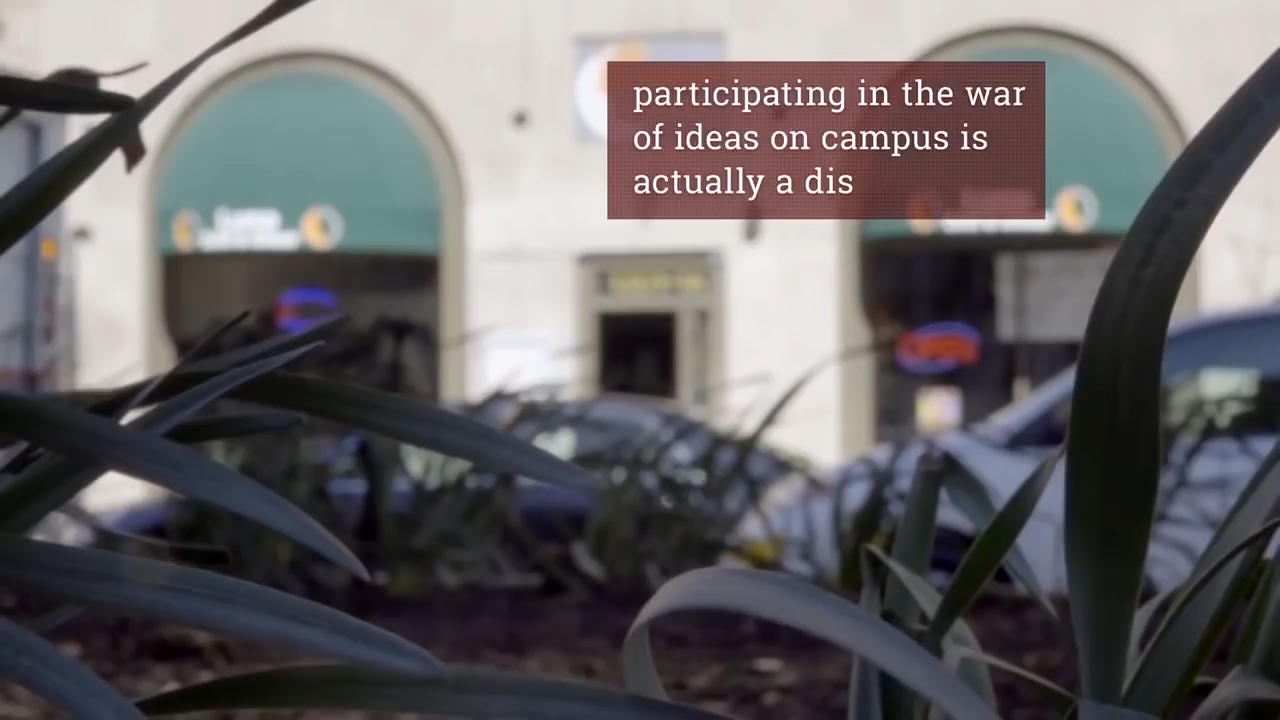 participating in the war
of ideas on campus is
actually a dis